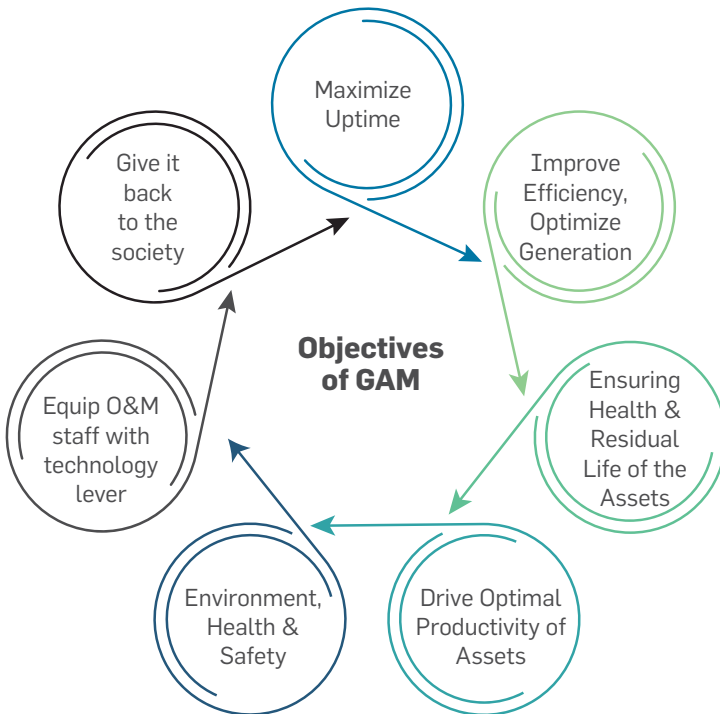 Maximize
Uptime
Improve
Efficiency,
Optimize
Generation
Ensuring
Health &
Residual
Life of the
Assets
Drive Optimal
Productivity of
Assets
Environment,
Health &
Safety
Equip O&M
staff with
technology
lever
Give it
back
to the
society
Objectives
of GAM